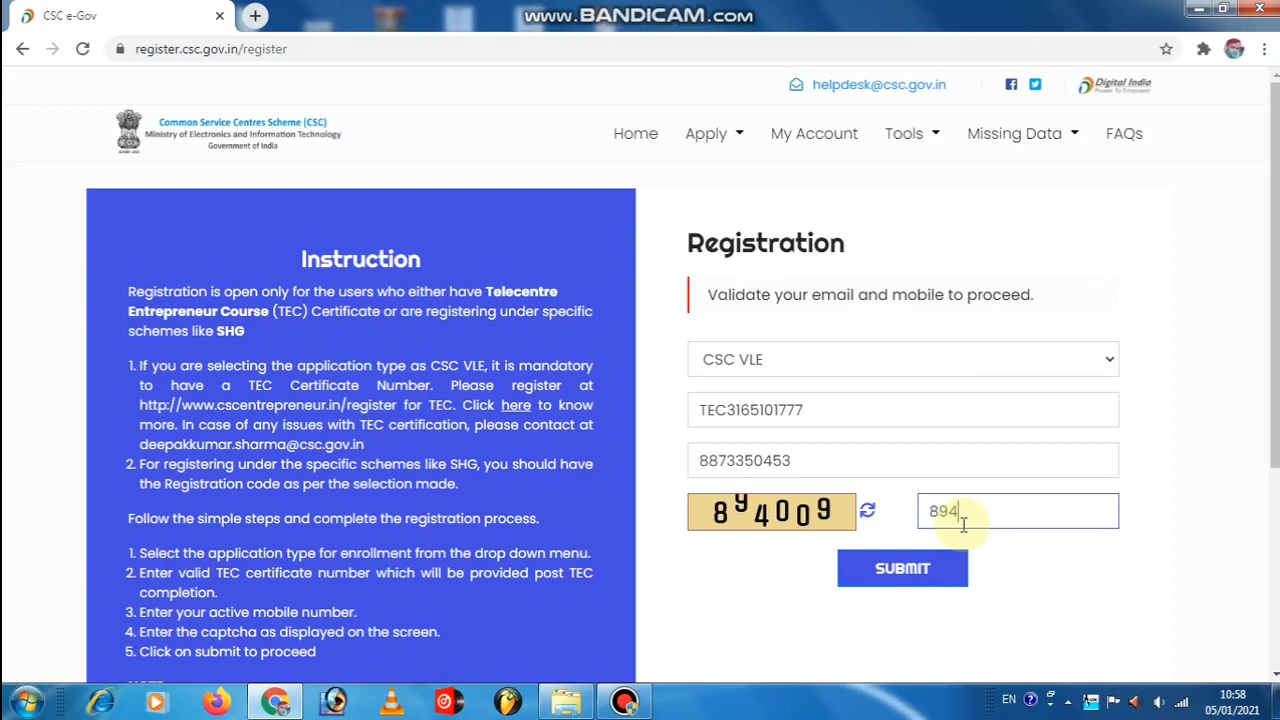 CSC e-Gov
www.BANDICAM.com
register.csc.gov.in/register
helpdesk@csc.gov.in
Digital India
Power To Empower
Common Service Centres Scheme (CSC)
Ministry of Electronics and Information Technology
Government of India
Home
Apply
My Account
Tools
Missing Data
FAQs
Instruction
Registration is open only for the users who either have Telecentre
Entrepreneur Course (TEC) Certificate or are registering under specific
schemes like SHG
1. If you are selecting the application type as CSC VLE, it is mandatory
to have a TEC Certificate Number. Please register at
http://www.cscentrepreneur.in/register for TEC. Click here to know
more. In case of any issues with TEC certification, please contact at
deepakkumar.sharma@csc.gov.in
2. For registering under the specific schemes like SHG, you should have
the Registration code as per the selection made.
Follow the simple steps and complete the registration process.
1. Select the application type for enrollment from the drop down menu.
2. Enter valid TEC certificate number which will be provided post TEC
completion.
3. Enter your active mobile number.
4. Enter the captcha as displayed on the screen.
5. Click on submit to proceed
Registration
Validate your email and mobile to proceed.
CSC VLE
TEC3165101777
8873350453
894009
894
SUBMIT
EN
10:58
05/01/2021